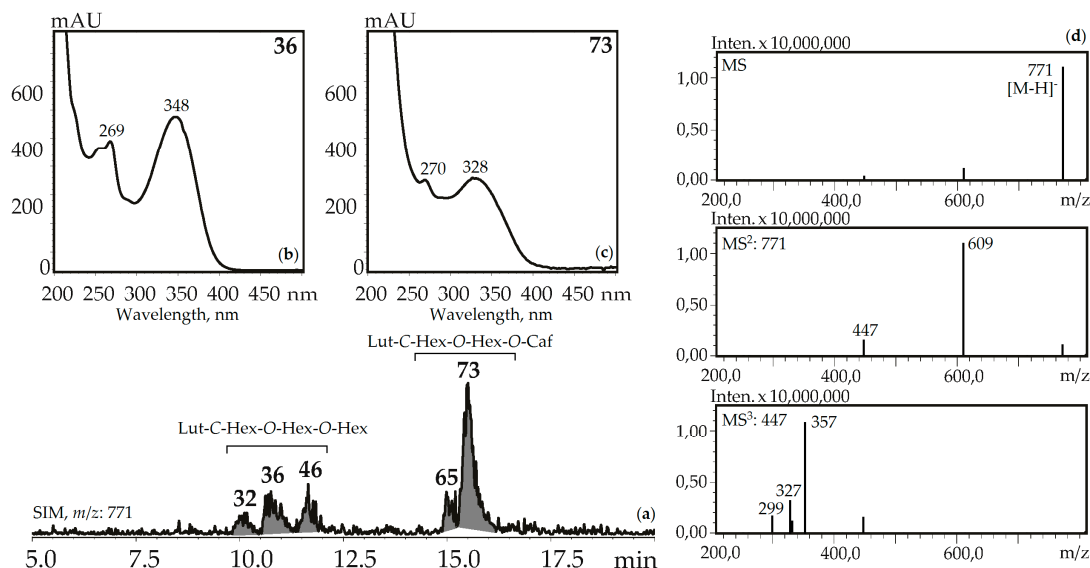 mAU
36
600
400
200
0
269
348
(b)
200 250 300 350 400 450 nm
Wavelength, nm
mAU
73
600
400
200
0
270
328
(c)
200 250 300 350 400 450 nm
Wavelength, nm
Lut-C-Hex-O-Hex-O-Caf
73
Lut-C-Hex-O-Hex-O-Hex
32
36
46
65
SIM, m/z: 771
(a)
5.0 7.5 10.0 12.5 15.0 17.5 min
(d)
Inten. x 10,000,000
MS
771
[M-H]-
1,00
0,50
0,00
200,0 400,0 600,0 m/z
Inten. x 10,000,000
MS²: 771
609
447
1,00
0,50
0,00
200,0 400,0 600,0 m/z
Inten. x 10,000,000
MS³: 447
357
327
299
1,00
0,50
0,00
200,0 400,0 600,0 m/z